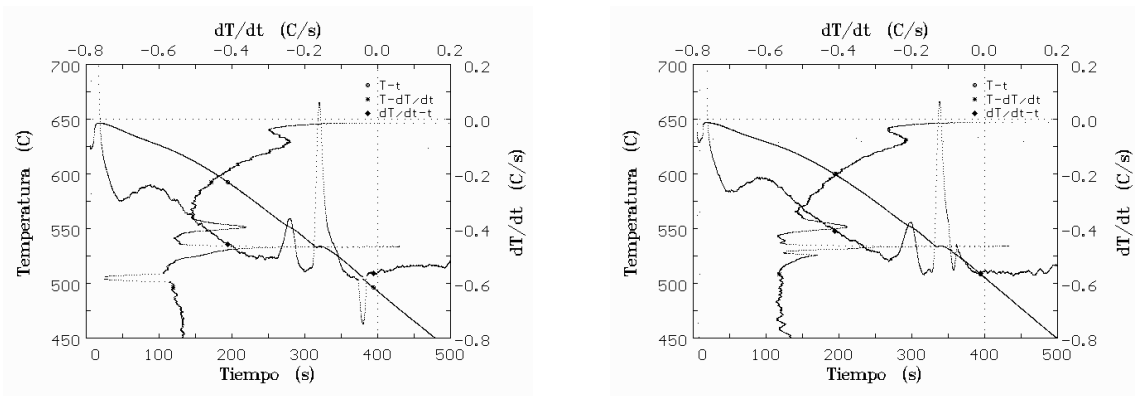 dT/dt (C/s)
-0.8 -0.6 -0.4 -0.2 -0.0 0.2
700
650
600
550
500
450
Temperatura (C)
T-t
T-dT/dt
dT/dt-t
0.2
0.0
-0.2
-0.4
-0.6
-0.8
dT/dt (C/s)
0 100 200 300 400 500
Tiempo (s)
dT/dt (C/s)
-0.8 -0.6 -0.4 -0.2 -0.0 0.2
700
650
600
550
500
450
Temperatura (C)
T-t
T-dT/dt
dT/dt-t
0.2
0.0
-0.2
-0.4
-0.6
-0.8
dT/dt (C/s)
0 100 200 300 400 500
Tiempo (s)